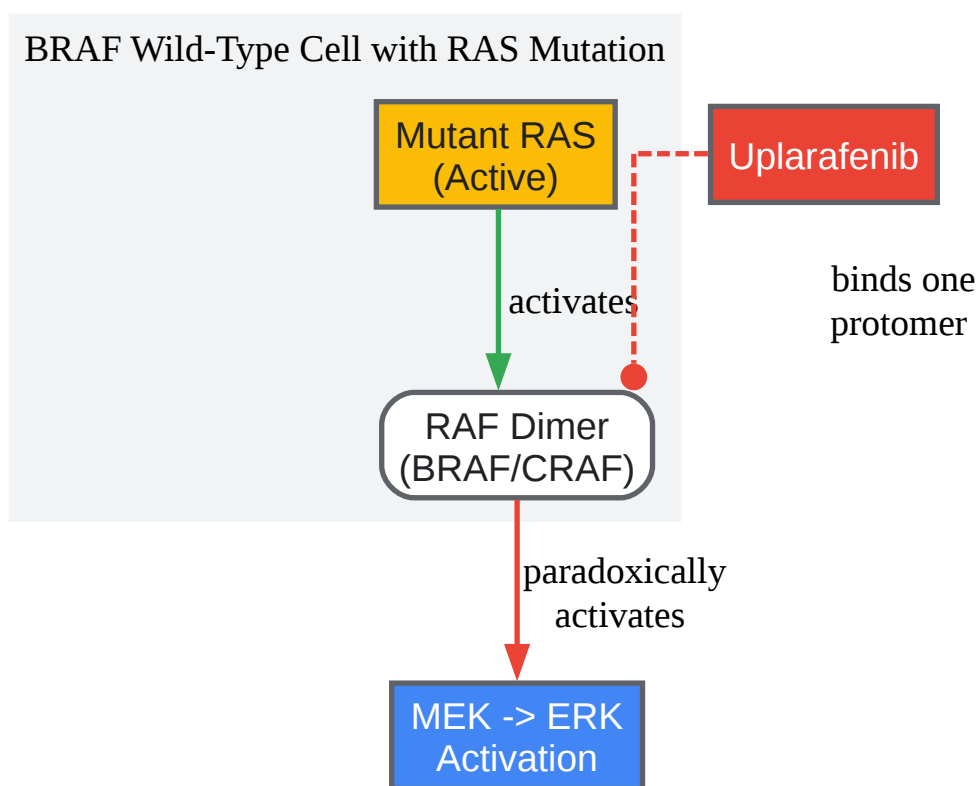 BRAF Wild-Type Cell with RAS Mutation
Mutant RAS
(Active)
Uplarafenib
activates
binds one
protomer
RAF Dimer
(BRAF/CRAF)
paradoxically
activates
MEK -> ERK
Activation